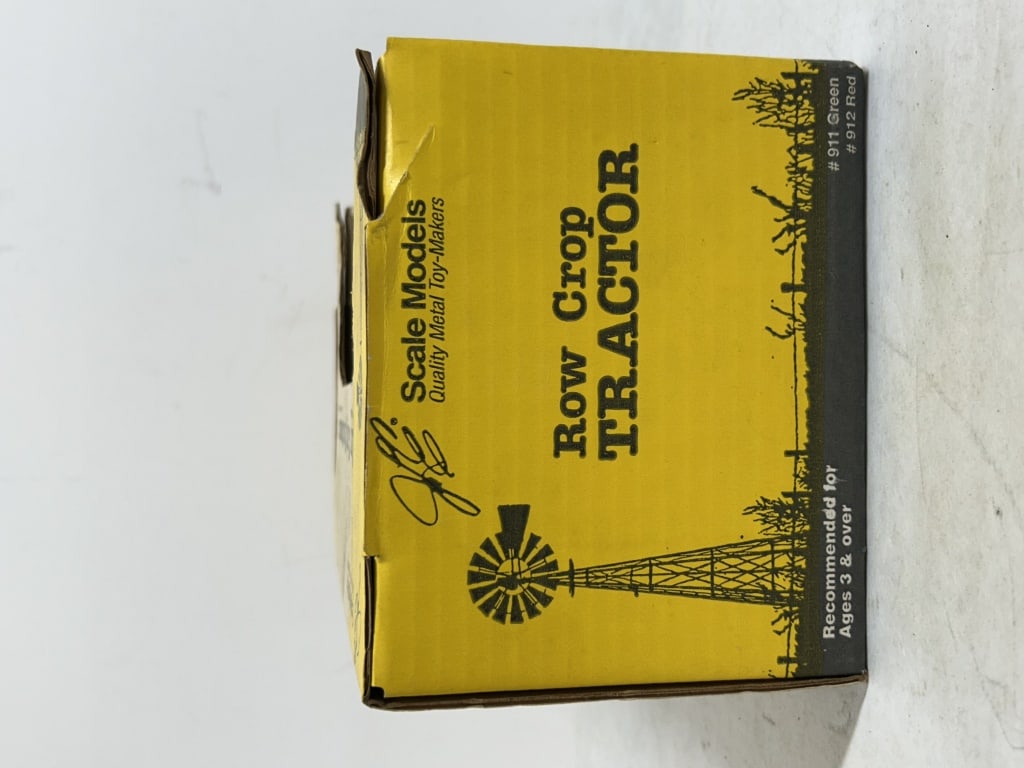 Scale Models
Quality Metal Toy-Makers
Row Crop
TRACTOR
Recommended for
Ages 3 & over
# 911 Green
# 912 Red